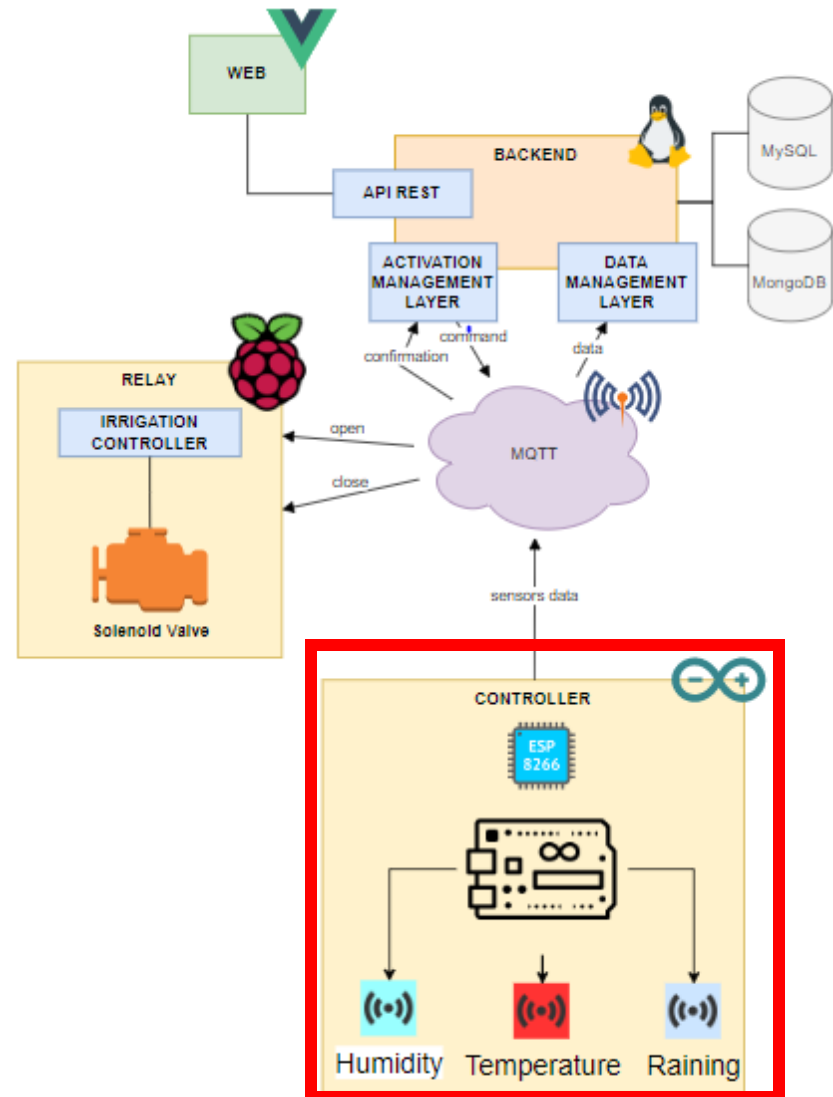 WEB
BACKEND
MySQL
API REST
ACTIVATION
MANAGEMENT
LAYER
DATA
MANAGEMENT
LAYER
MongoDB
command
confirmation
data
RELAY
IRRIGATION
CONTROLLER
open
MQTT
close
sensors data
Solenoid Valve
CONTROLLER
ESP
8266
Humidity
Temperature
Raining